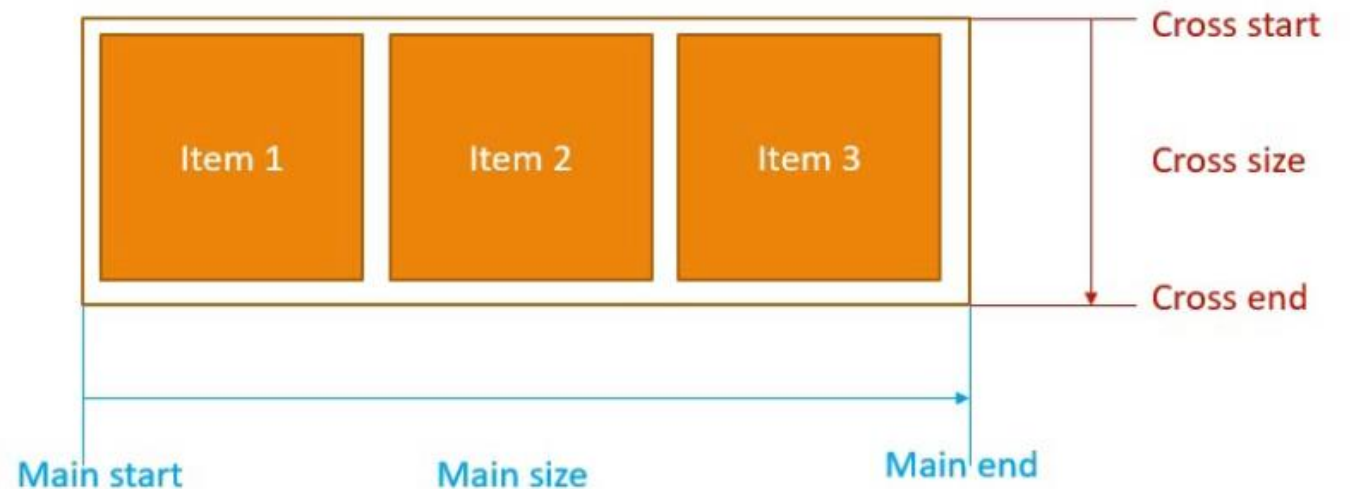 Cross start
Item 1 Item 2 Item 3 Cross size
Cross end
Main start Main size Main end